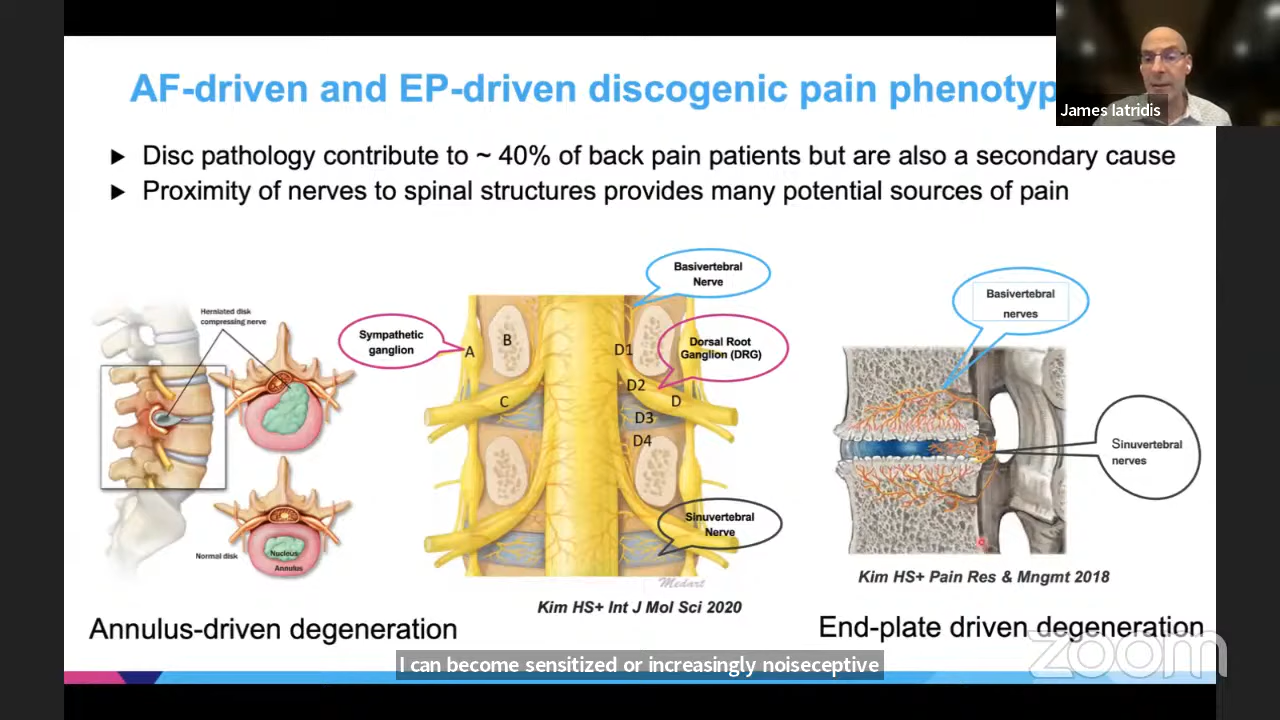 AF-driven and EP-driven discogenic pain phenotyp
James Iatridis
► Disc pathology contribute to ~ 40% of back pain patients but are also a secondary cause
► Proximity of nerves to spinal structures provides many potential sources of pain
Herniated disk
compressing nerve
Normal disk
Nucleus
Annulus
Sympathetic
ganglion
Basivertebral
Nerve
Dorsal Root
Ganglion (DRG)
A
B
C
D1
D2
D
D3
D4
Sinuvertebral
Nerve
Medart
Kim HS+ Int J Mol Sci 2020
Basivertebral
nerves
Sinuvertebral
nerves
Kim HS+ Pain Res & Mngmt 2018
Annulus-driven degeneration
End-plate driven degeneration
I can become sensitized or increasingly noiseceptive
zoom